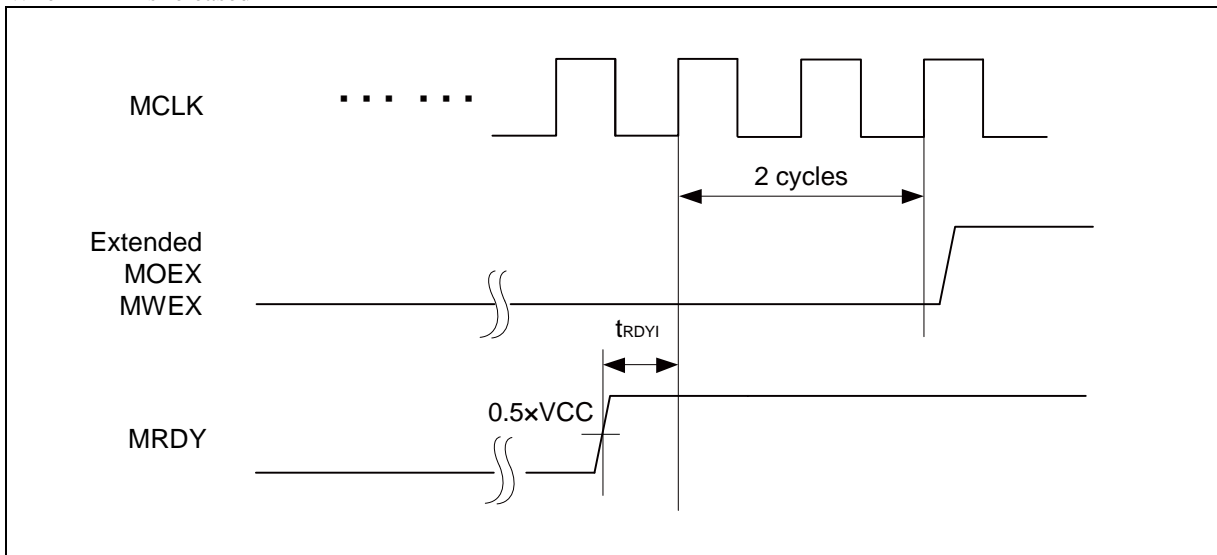 MCLK
... ...
2 cycles
Extended
MOEX
MWEX
tRDYI
0.5×VCC
MRDY